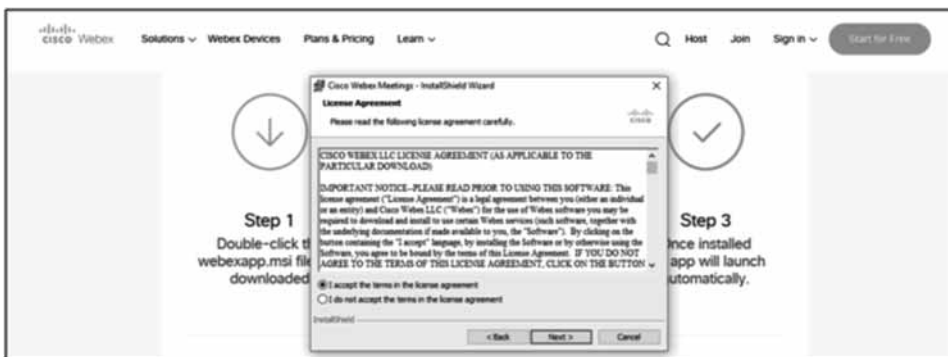 cisco Webex Solutions Webex Devices Plans & Pricing Learn Host Join Sign in Start for Free
Cisco Webex Meetings - InstallShield Wizard
License Agreement
Please read the following license agreement carefully.
cisco
CISCO WEBEX LLC LICENSE AGREEMENT (AS APPLICABLE TO THE
PARTICULAR DOWNLOAD)
IMPORTANT NOTICE--PLEASE READ PRIOR TO USING THIS SOFTWARE: This
license agreement ("License Agreement") is a legal agreement between you (either an individual
or an entity) and Cisco Webex LLC ("Webex") for the use of Webex software you may be
required to download and install to use certain Webex services (such software, together with
the underlying documentation if made available to you, the "Software"). By clicking on the
button containing the "I accept" language, by installing the Software or by otherwise using the
Software, you agree to be bound by the terms of this License Agreement. IF YOU DO NOT
AGREE TO THE TERMS OF THIS LICENSE AGREEMENT, CLICK ON THE BUTTON
I accept the terms in the license agreement
I do not accept the terms in the license agreement
InstallShield
< Back Next > Cancel
Step 1
Double-click th
webexapp.msi file
downloaded
Step 3
Once installed
app will launch
automatically.